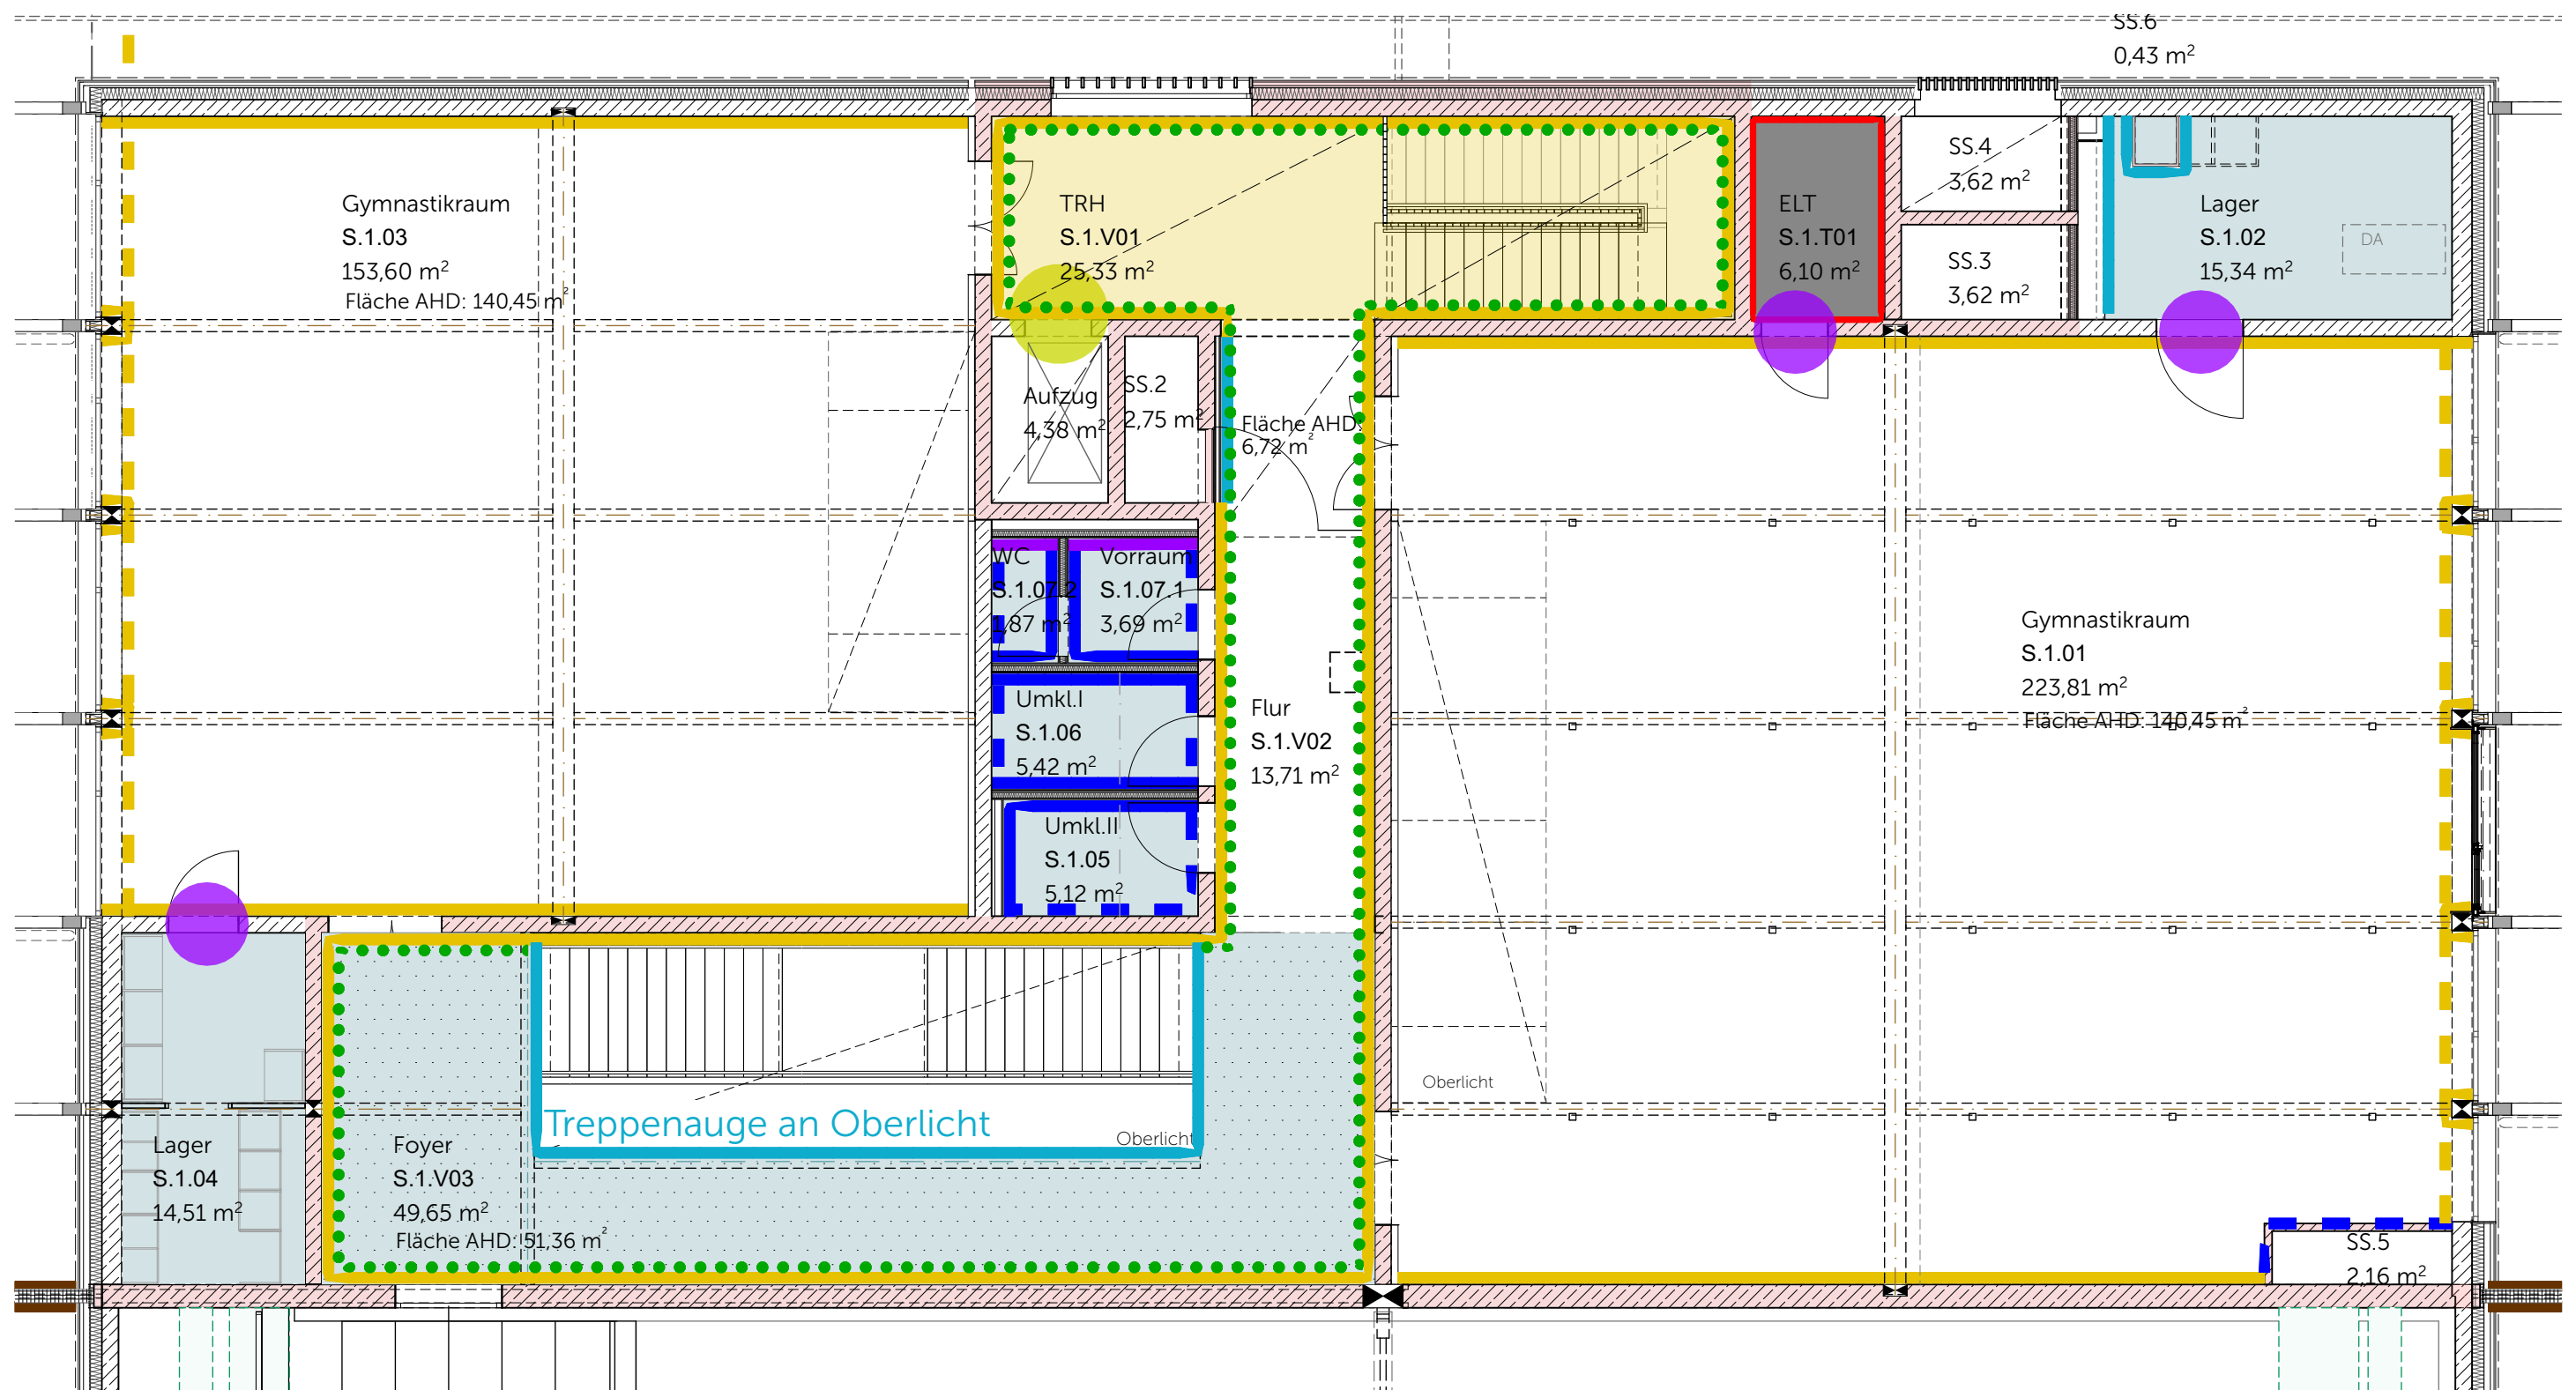 SS.6
0,43 m²
Gymnastikraum
S.1.03
153,60 m²
Fläche AHD: 140,45 m²
TRH
S.1.V01
25,33 m²
ELT
S.1.T01
6,10 m²
SS.4
3,62 m²
SS.3
3,62 m²
Lager
S.1.02
15,34 m²
DA
Aufzug
4,38 m²
SS.2
2,75 m²
Fläche AHD:
6,72 m²
WC
S.1.07.2
1,87 m²
Vorraum
S.1.07.1
3,69 m²
Umkl.I
S.1.06
5,42 m²
Umkl.II
S.1.05
5,12 m²
Flur
S.1.V02
13,71 m²
Gymnastikraum
S.1.01
223,81 m²
Fläche AHD: 140,45 m²
Oberlicht
Treppenauge an Oberlicht
Oberlicht
Lager
S.1.04
14,51 m²
Foyer
S.1.V03
49,65 m²
Fläche AHD: 51,36 m²
SS.5
2,16 m²